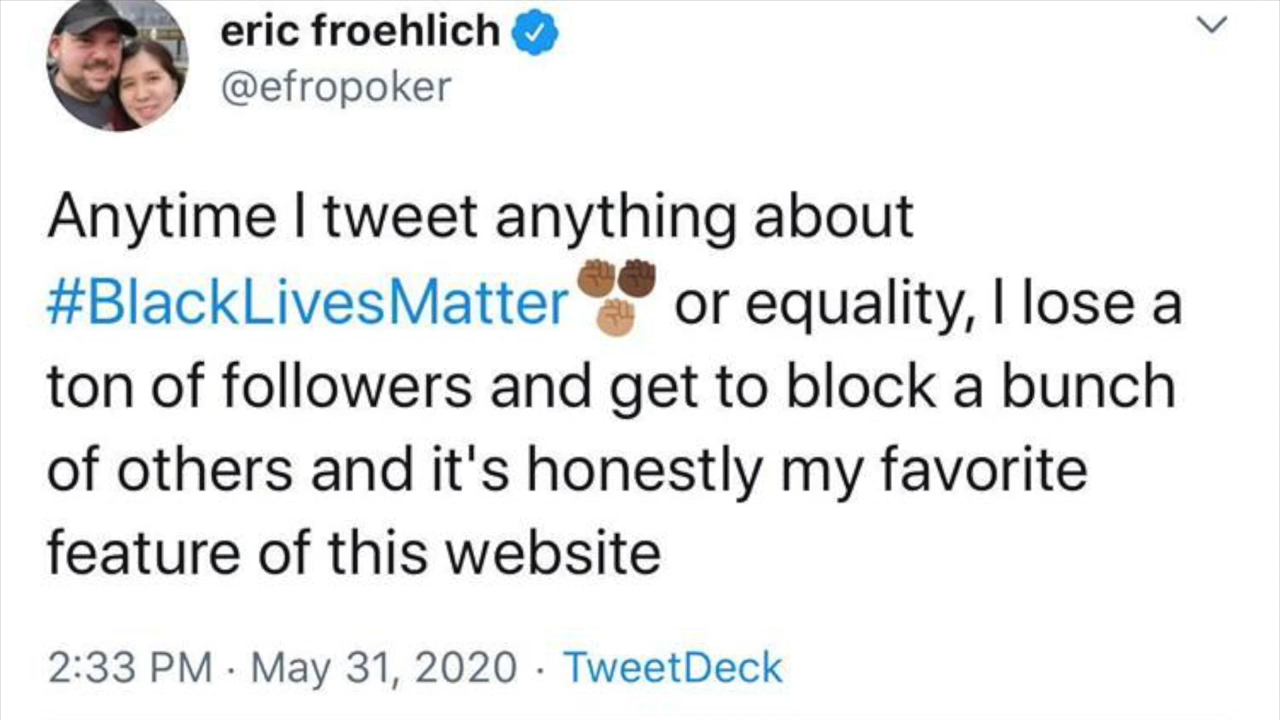 eric froehlich
@efropoker
Anytime I tweet anything about
#BlackLivesMatter✊🏾✊🏿✊🏽 or equality, I lose a
ton of followers and get to block a bunch
of others and it's honestly my favorite
feature of this website
2:33 PM · May 31, 2020 · TweetDeck